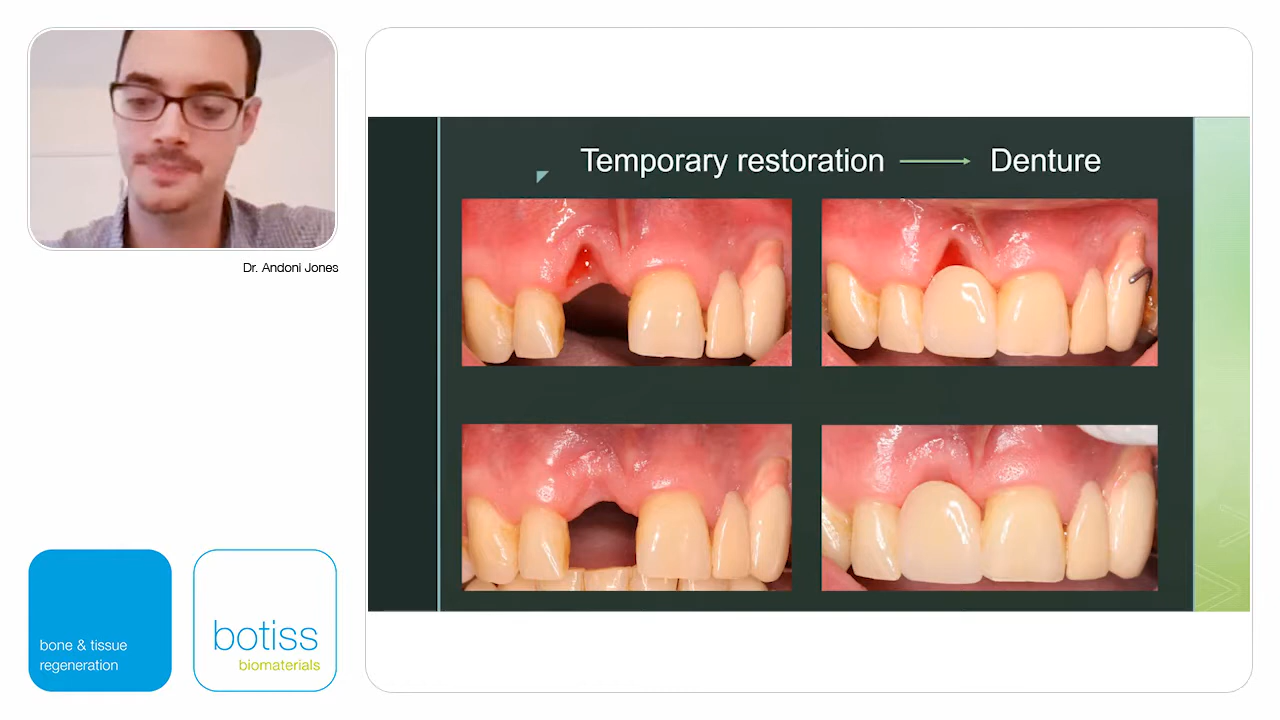 Temporary restoration
Denture
Dr. Andoni Jones
bone & tissue
regeneration
botiss
biomaterials